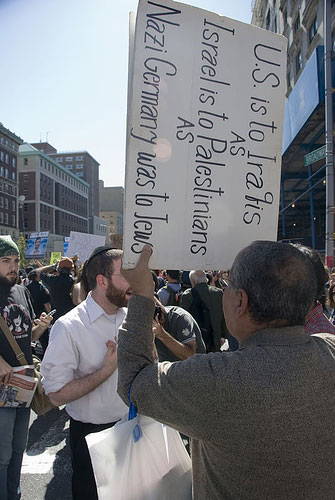 U.S. is to Iraqis
AS
Israel is to Palestinians
AS
Nazi Germany was to Jews